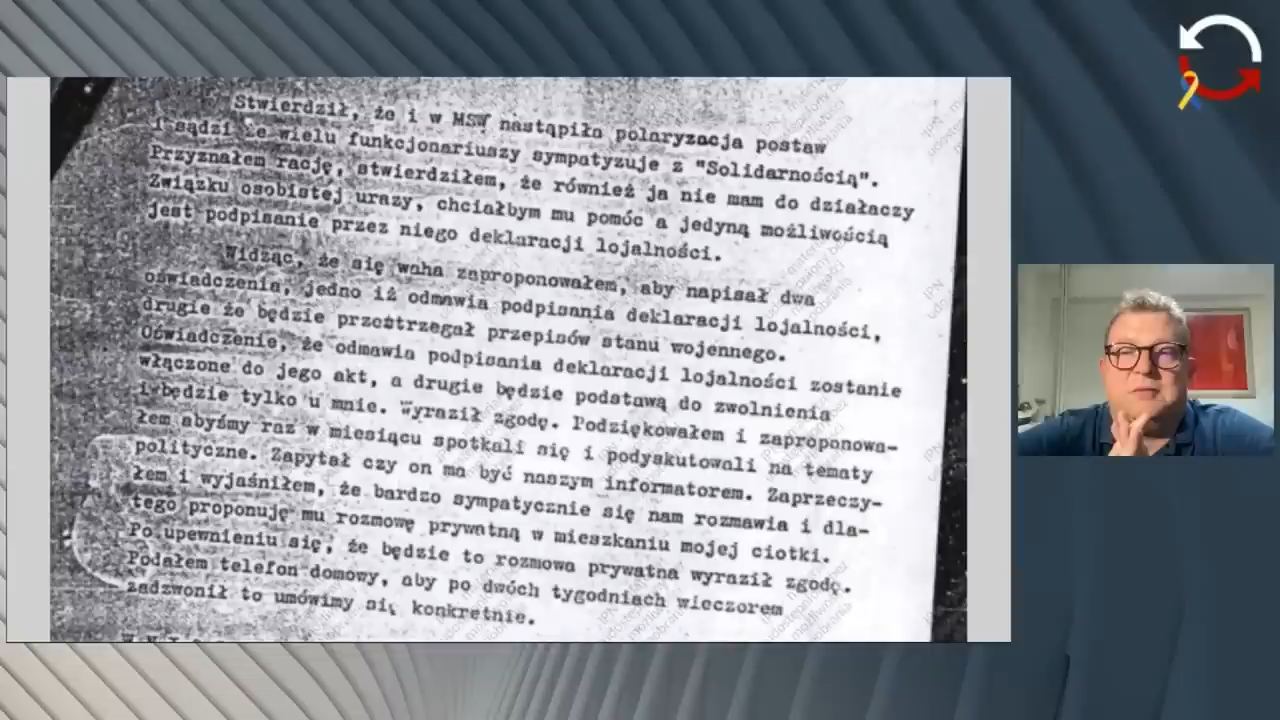 Stwierdził, że i w MSW nastąpiła polaryzacja postaw
i sądzi że wielu funkcjonariuszy sympatyzuje z "Solidarnością".
Przyznałem rację, stwierdziłem, że również ja nie mam do działaczy
Związku osobistej urazy, chciałbym mu pomóc a jedyną możliwością
jest podpisanie przez niego deklaracji lojalności.
Widząc, że się waha zaproponowałem, aby napisał dwa
oświadczenia, jedno iż odmawia podpisania deklaracji lojalności,
drugie że będzie przestrzegał przepisów stanu wojennego.
Oświadczenie, że odmawia podpisania deklaracji lojalności zostanie
włączone do jego akt, a drugie będzie podstawą do zwolnienia
i będzie tylko u mnie. Wyraził zgodę. Podziękowałem i zaproponowa-
łem abyśmy raz w miesiącu spotkali się i podyskutowali na tematy
polityczne. Zapytał czy on ma być naszym informatorem. Zaprzeczy-
łem i wyjaśniłem, że bardzo sympatycznie się nam rozmawia i dla-
tego proponuję mu rozmowę prywatną w mieszkaniu mojej ciotki.
Po upewnieniu się, że będzie to rozmowa prywatna wyraził zgodę.
Podałem telefon domowy, aby po dwóch tygodniach wieczorem
zadzwonił to umówimy się konkretnie.